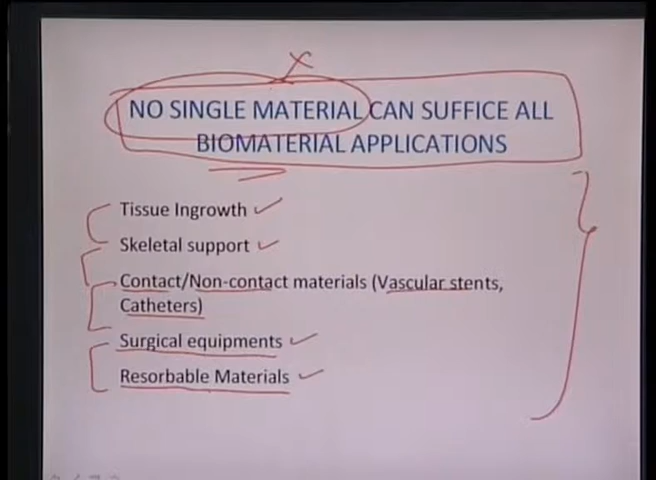 NO SINGLE MATERIAL CAN SUFFICE ALL
BIOMATERIAL APPLICATIONS
Tissue Ingrowth
Skeletal support
Contact/Non-contact materials (Vascular stents,
Catheters)
Surgical equipments
Resorbable Materials